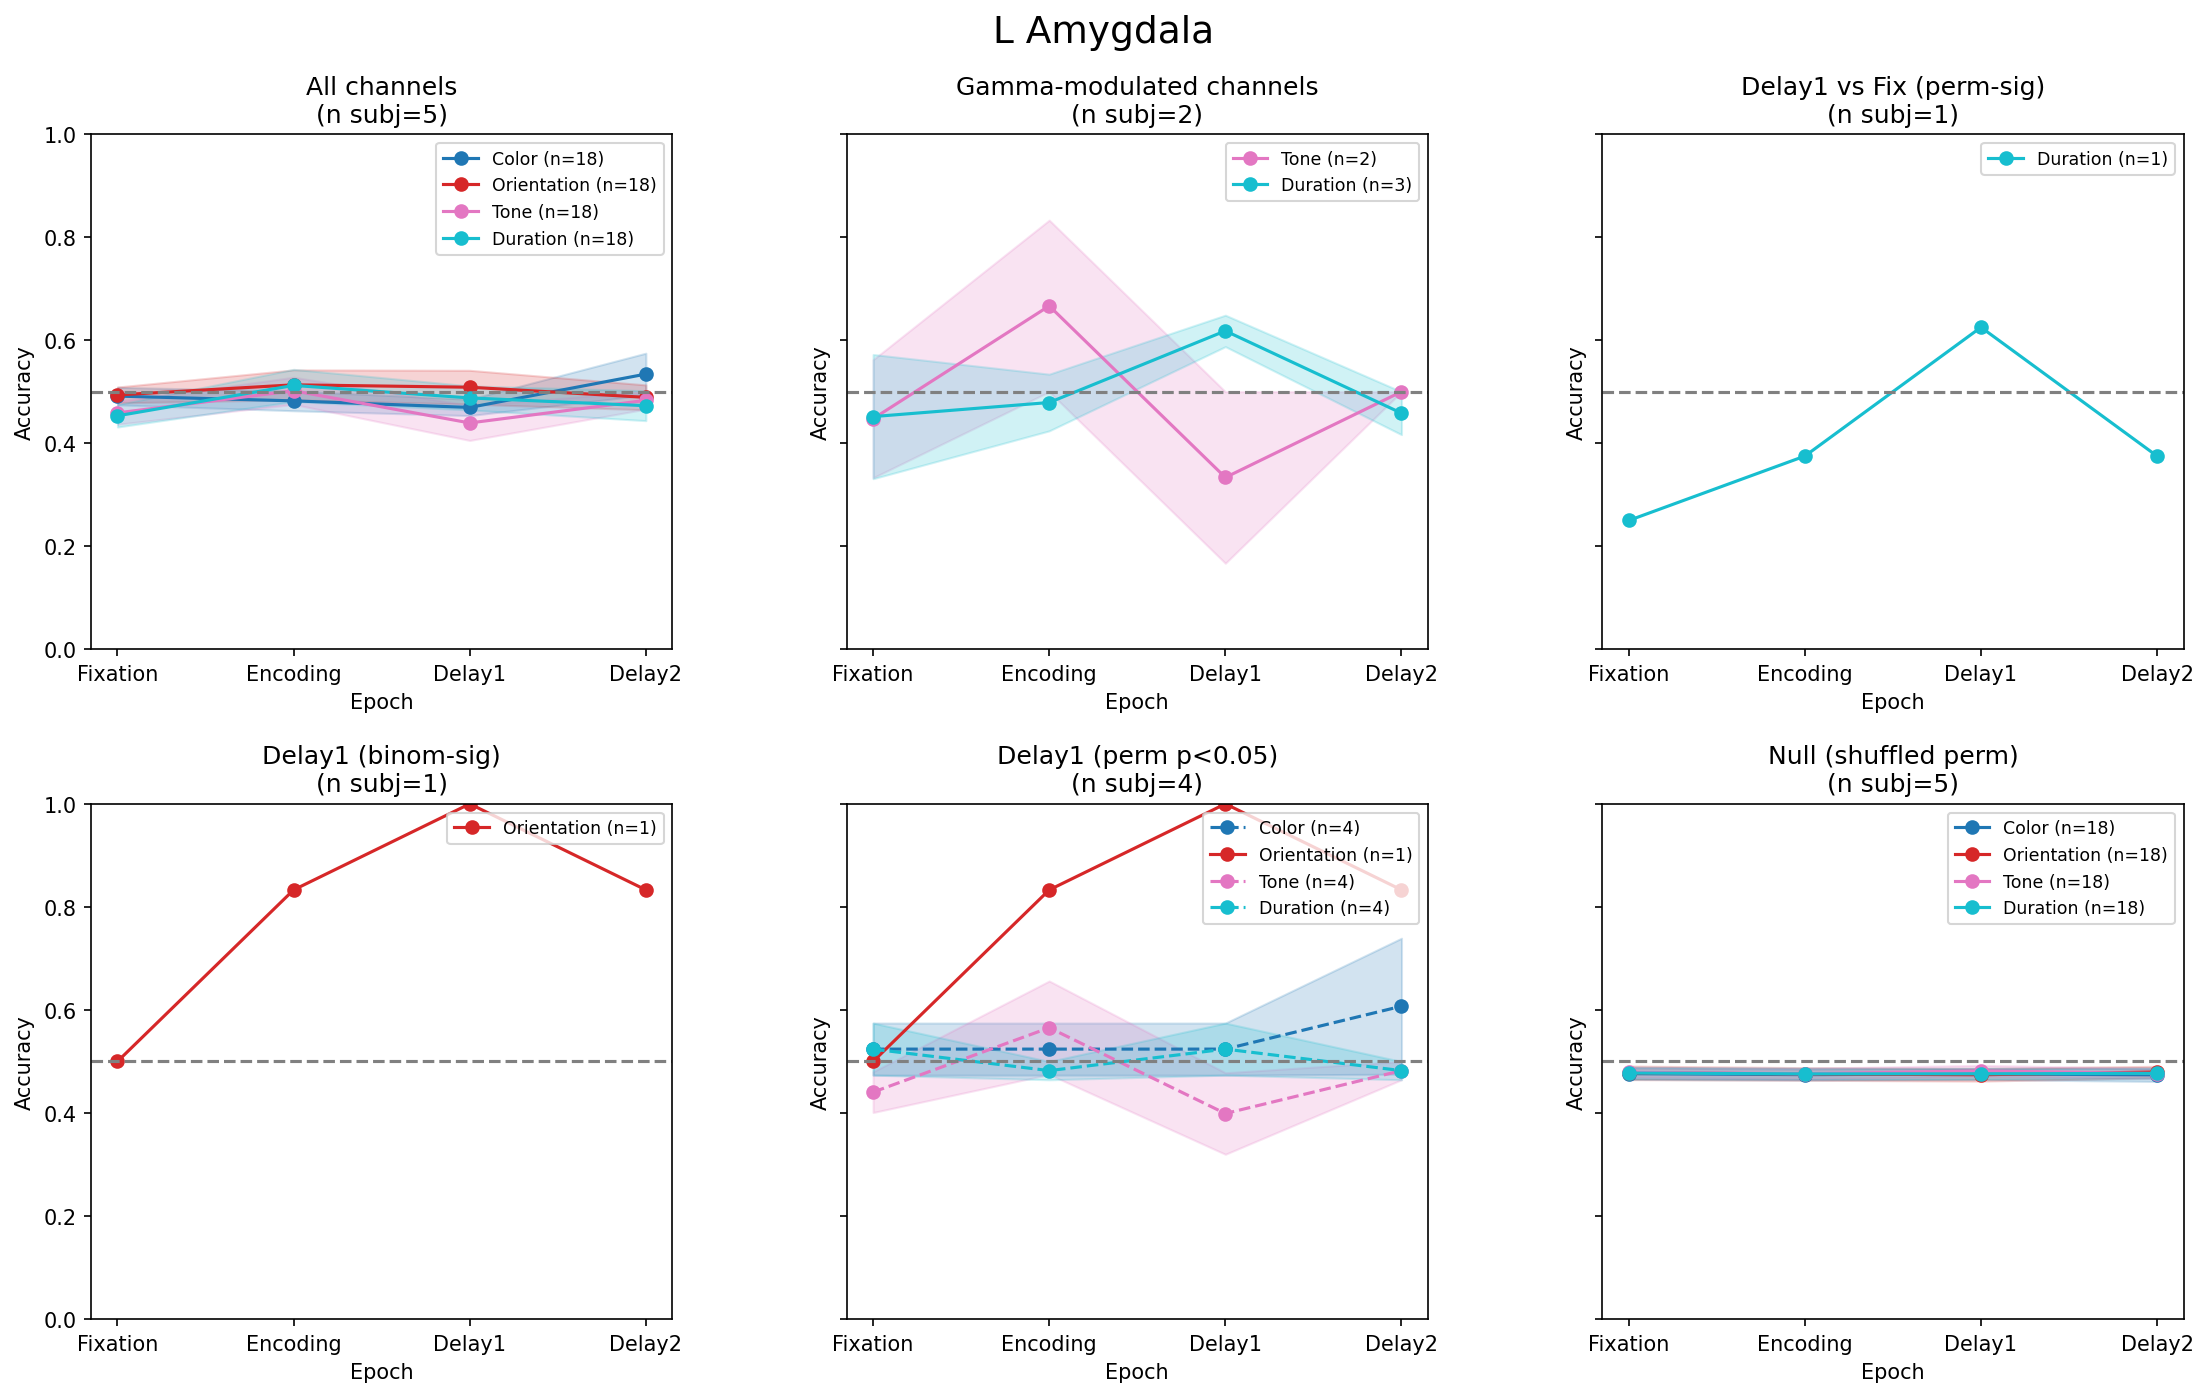 L Amygdala
All channels
(n subj=5)
Accuracy
1.0
0.8
0.6
0.4
0.2
0.0
Color (n=18)
Orientation (n=18)
Tone (n=18)
Duration (n=18)
Fixation Encoding Delay1 Delay2
Epoch
Gamma-modulated channels
(n subj=2)
Accuracy
Tone (n=2)
Duration (n=3)
Fixation Encoding Delay1 Delay2
Epoch
Delay1 vs Fix (perm-sig)
(n subj=1)
Accuracy
Duration (n=1)
Fixation Encoding Delay1 Delay2
Epoch
Delay1 (binom-sig)
(n subj=1)
Accuracy
1.0
0.8
0.6
0.4
0.2
0.0
Orientation (n=1)
Fixation Encoding Delay1 Delay2
Epoch
Delay1 (perm p<0.05)
(n subj=4)
Accuracy
Color (n=4)
Orientation (n=1)
Tone (n=4)
Duration (n=4)
Fixation Encoding Delay1 Delay2
Epoch
Null (shuffled perm)
(n subj=5)
Accuracy
Color (n=18)
Orientation (n=18)
Tone (n=18)
Duration (n=18)
Fixation Encoding Delay1 Delay2
Epoch